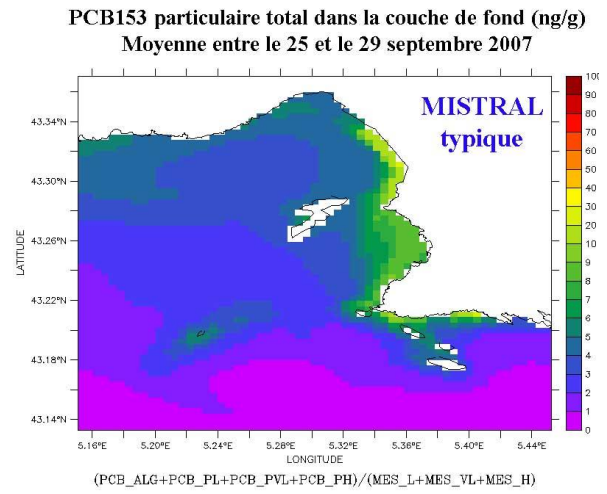 PCB153 particulaire total dans la couche de fond (ng/g)
Moyenne entre le 25 et le 29 septembre 2007
MISTRAL
typique
100
90
80
70
60
50
40
30
20
10
9
8
7
6
5
4
3
2
1
0
43.34°N
43.30°N
43.26°N
43.22°N
43.18°N
43.14°N
LATITUDE
5.16°E
5.20°E
5.24°E
5.28°E
5.32°E
5.36°E
5.40°E
5.44°E
LONGITUDE
(PCB_ALG+PCB_PL+PCB_PVL+PCB_PH)/(MES_L+MES_VL+MES_H)